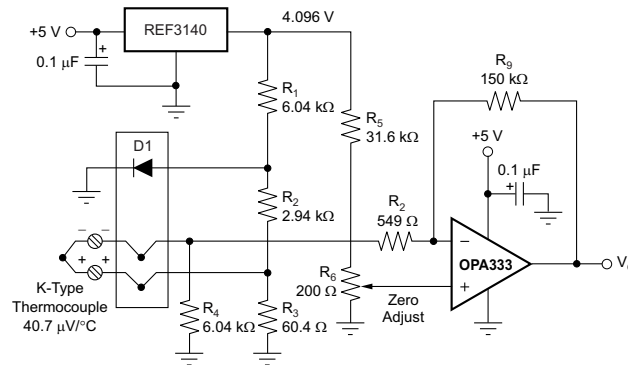 +5 V
REF3140
4.096 V
0.1 μF
+
R1
6.04 kΩ
R5
31.6 kΩ
R9
150 kΩ
+5 V
0.1 μF
+
D1
R2
2.94 kΩ
R2
549 Ω
− −
+ +
K-Type
Thermocouple
40.7 μV/°C
R4
6.04 kΩ
R3
60.4 Ω
R6
200 Ω
Zero
Adjust
−
OPA333
+